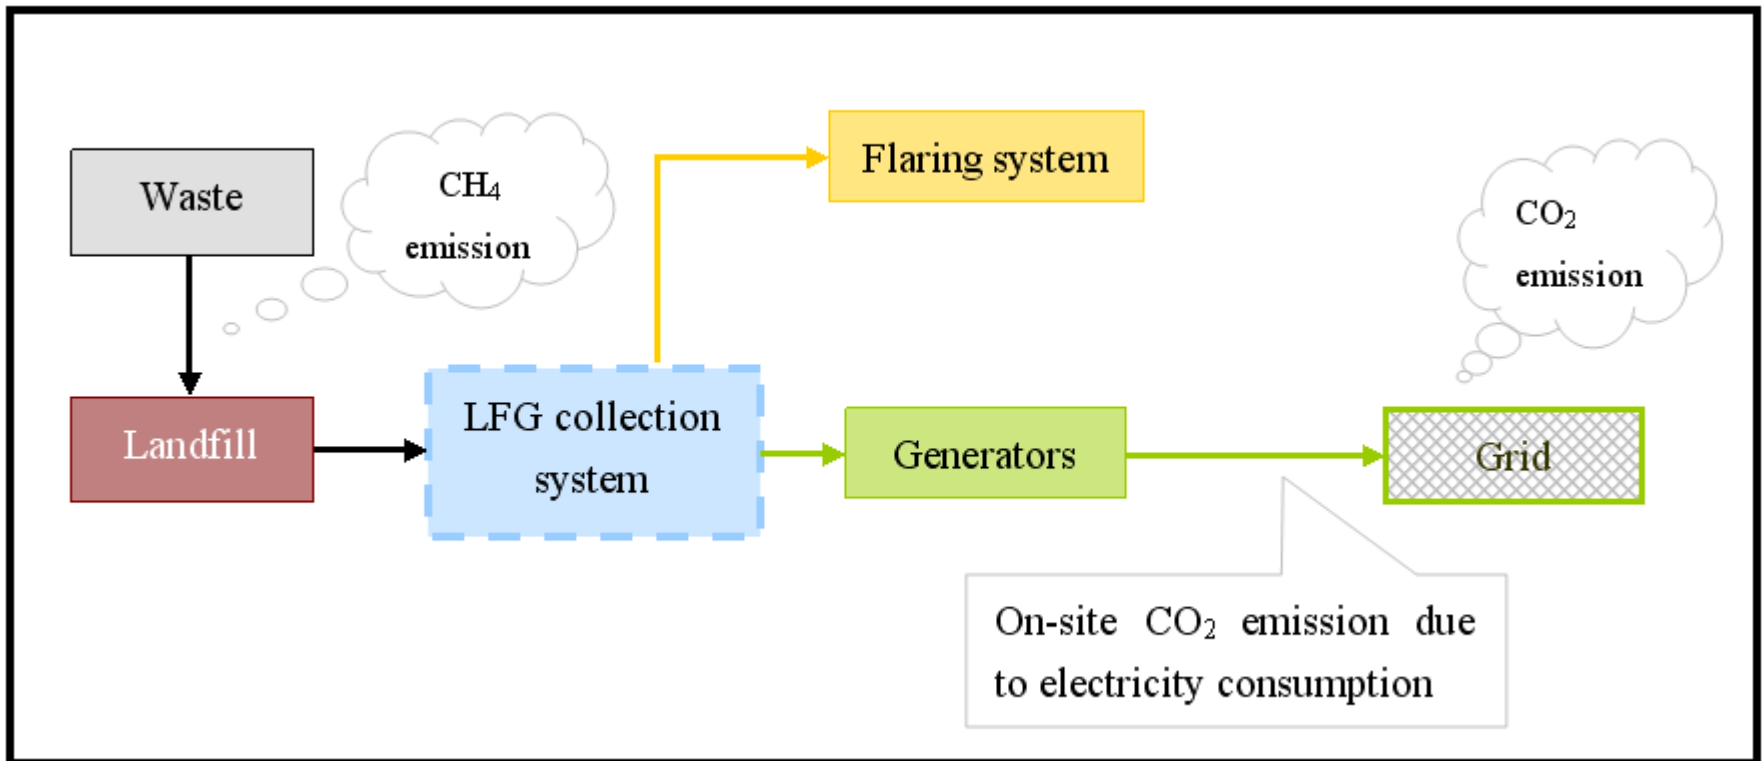 Waste
CH₄
emission
Flaring system
CO₂
emission
Landfill
LFG collection
system
Generators
Grid
On-site CO₂ emission due
to electricity consumption